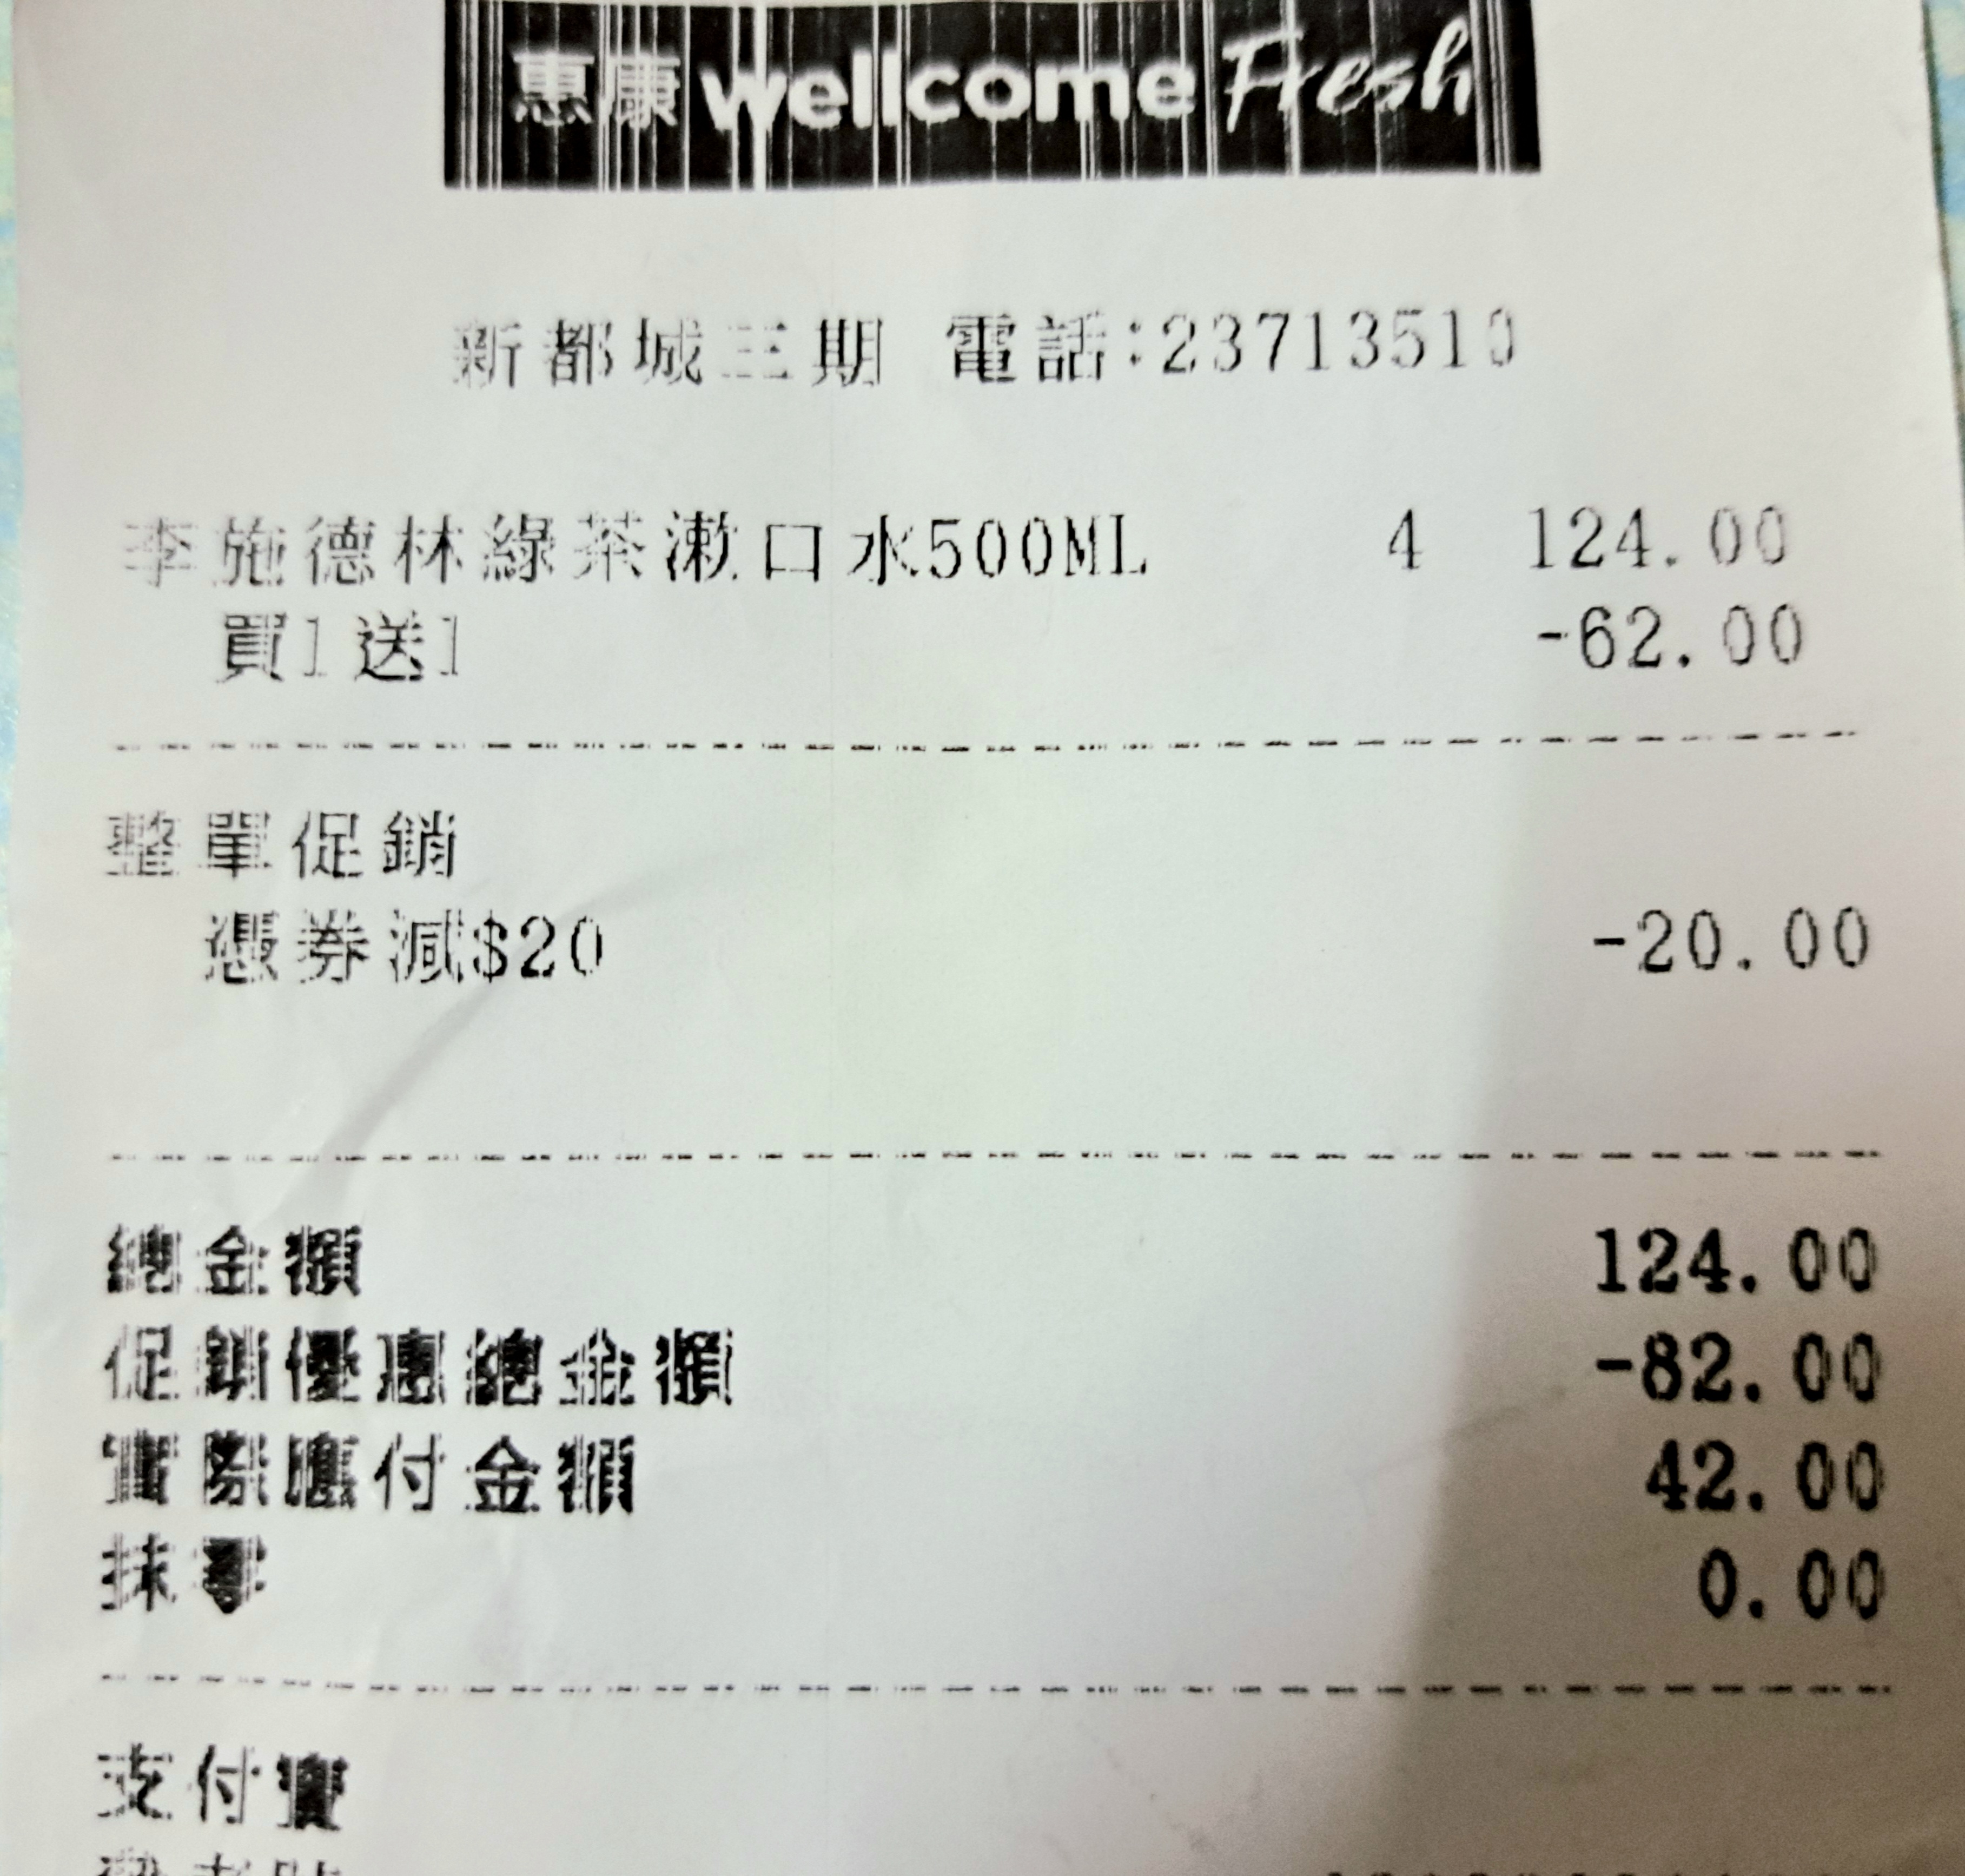 惠康 wellcome Fresh
新都城三期 電話:23713510
李施德林綠茶漱口水500ML 4 124.00
買1送1 -62.00
整單促銷
憑券減$20 -20.00
總金額 124.00
促銷優惠總金額 -82.00
實際應付金額 42.00
抹零 0.00
支付寶